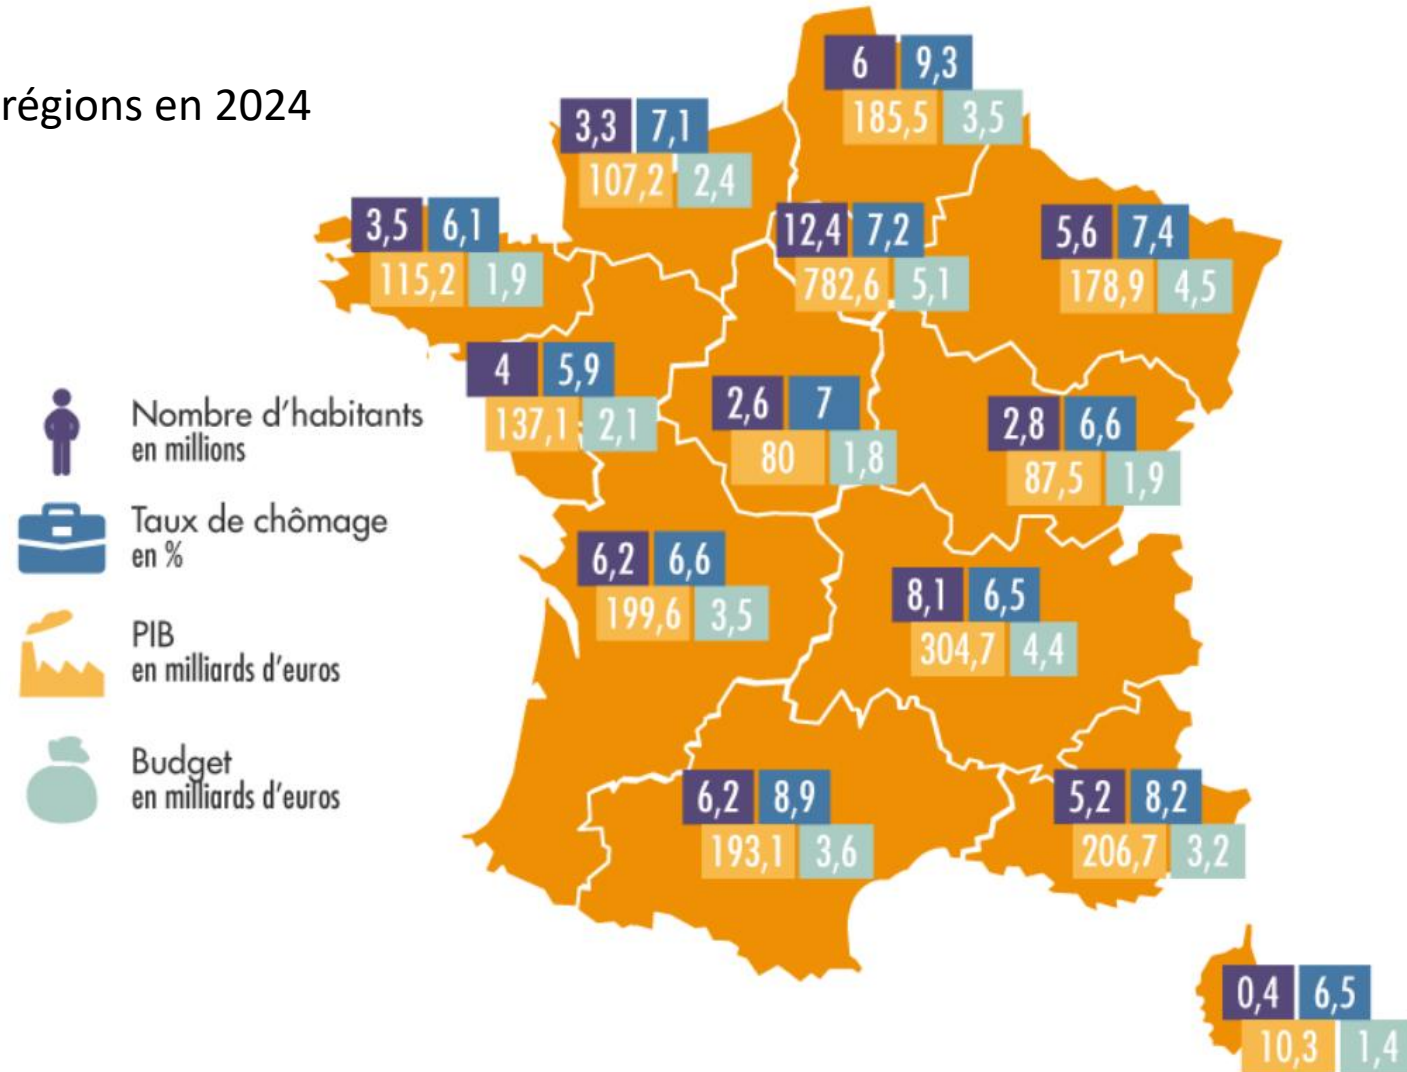 régions en 2024
6 9,3
185,5 3,5
3,3 7,1
107,2 2,4
3,5 6,1
115,2 1,9
12,4 7,2
782,6 5,1
5,6 7,4
178,9 4,5
4 5,9
137,1 2,1
2,6 7
80 1,8
2,8 6,6
87,5 1,9
6,2 6,6
199,6 3,5
8,1 6,5
304,7 4,4
6,2 8,9
193,1 3,6
5,2 8,2
206,7 3,2
0,4 6,5
10,3 1,4
Nombre d’habitants
en millions
Taux de chômage
en %
PIB
en milliards d’euros
Budget
en milliards d’euros